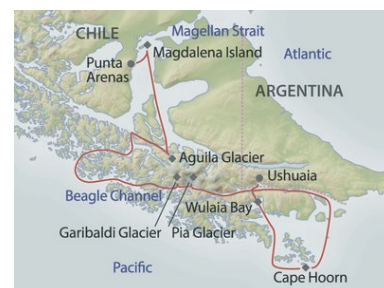 CHILE
Magellan Strait
Magdalena Island
Punta
Arenas
Atlantic
ARGENTINA
Aguila Glacier
Ushuaia
Beagle Channel
Wulaia Bay
Garibaldi Glacier
Pia Glacier
Pacific
Cape Hoorn